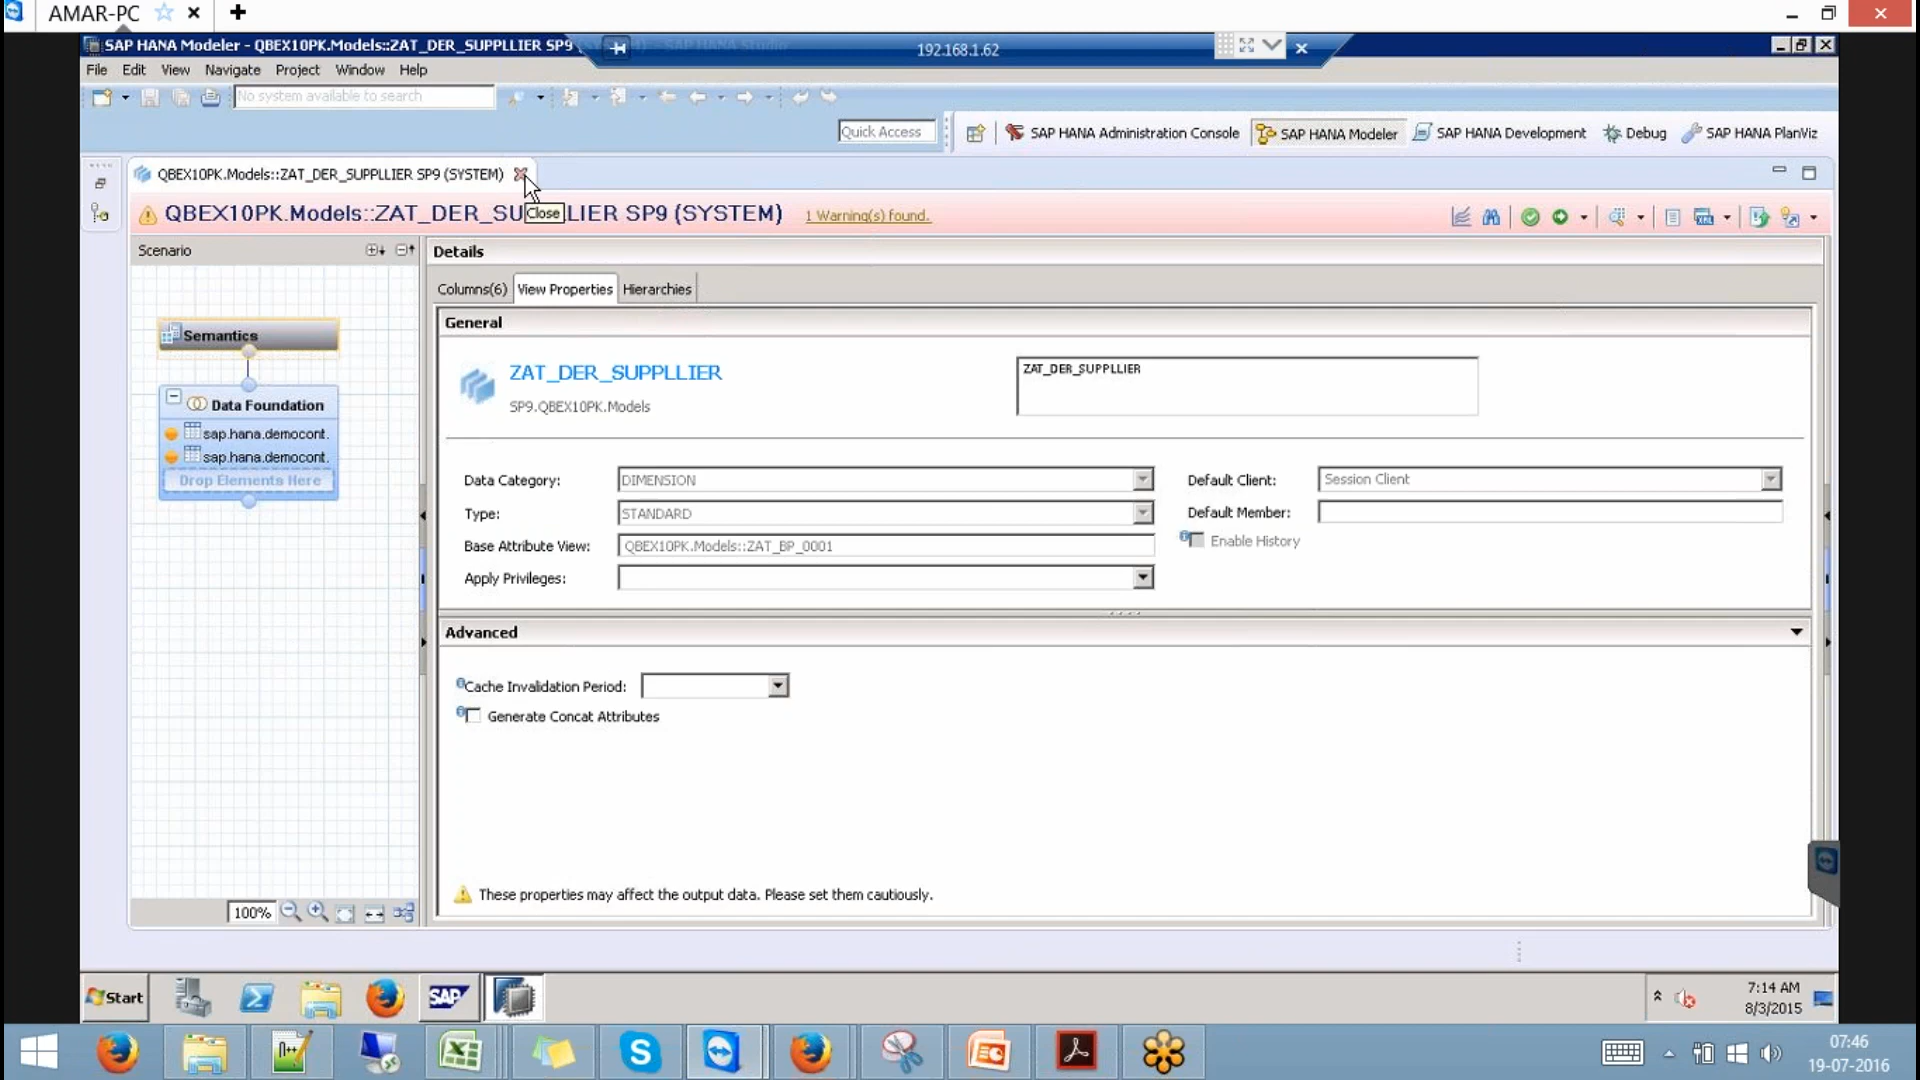 AMAR-PC
SAP HANA Modeler - QBEX10PK.Models::ZAT_DER_SUPPLLIER SP9
192.168.1.62
File Edit View Navigate Project Window Help
No system available to search
Quick Access
SAP HANA Administration Console
SAP HANA Modeler
SAP HANA Development
Debug
SAP HANA PlanViz
QBEX10PK.Models::ZAT_DER_SUPPLLIER SP9 (SYSTEM)
QBEX10PK.Models::ZAT_DER_SU LIER SP9 (SYSTEM)
Close
1 Warning(s) found.
Scenario
Details
Columns(6) View Properties Hierarchies
General
Semantics
ZAT_DER_SUPPLLIER
ZAT_DER_SUPPLLIER
SP9.QBEX10PK.Models
Data Foundation
sap.hana.democont.
sap.hana.democont.
Drop Elements Here
Data Category: DIMENSION
Default Client: Session Client
Type: STANDARD
Default Member:
Base Attribute View: QBEX10PK.Models::ZAT_BP_0001
Enable History
Apply Privileges:
Advanced
Cache Invalidation Period:
Generate Concat Attributes
These properties may affect the output data. Please set them cautiously.
100%
Start
SAP
7:14 AM
8/3/2015
N++
07:46
19-07-2016